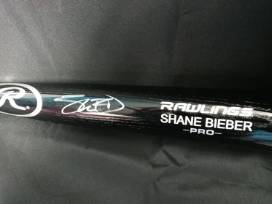 R
RAWLINGS
SHANE BIEBER
-PRO-